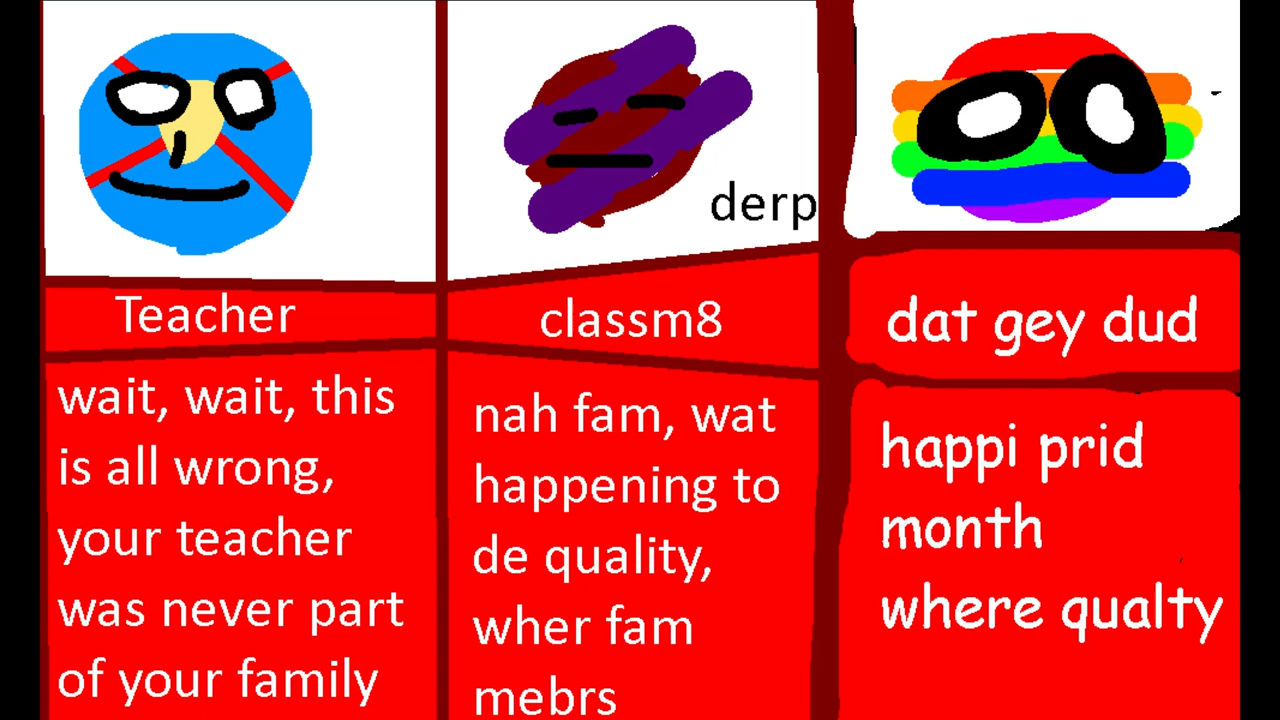 derp
Teacher
classm8
dat gey dud
wait, wait, this
is all wrong,
your teacher
was never part
of your family
nah fam, wat
happening to
de quality,
wher fam
mebrs
happi prid
month
where qualty